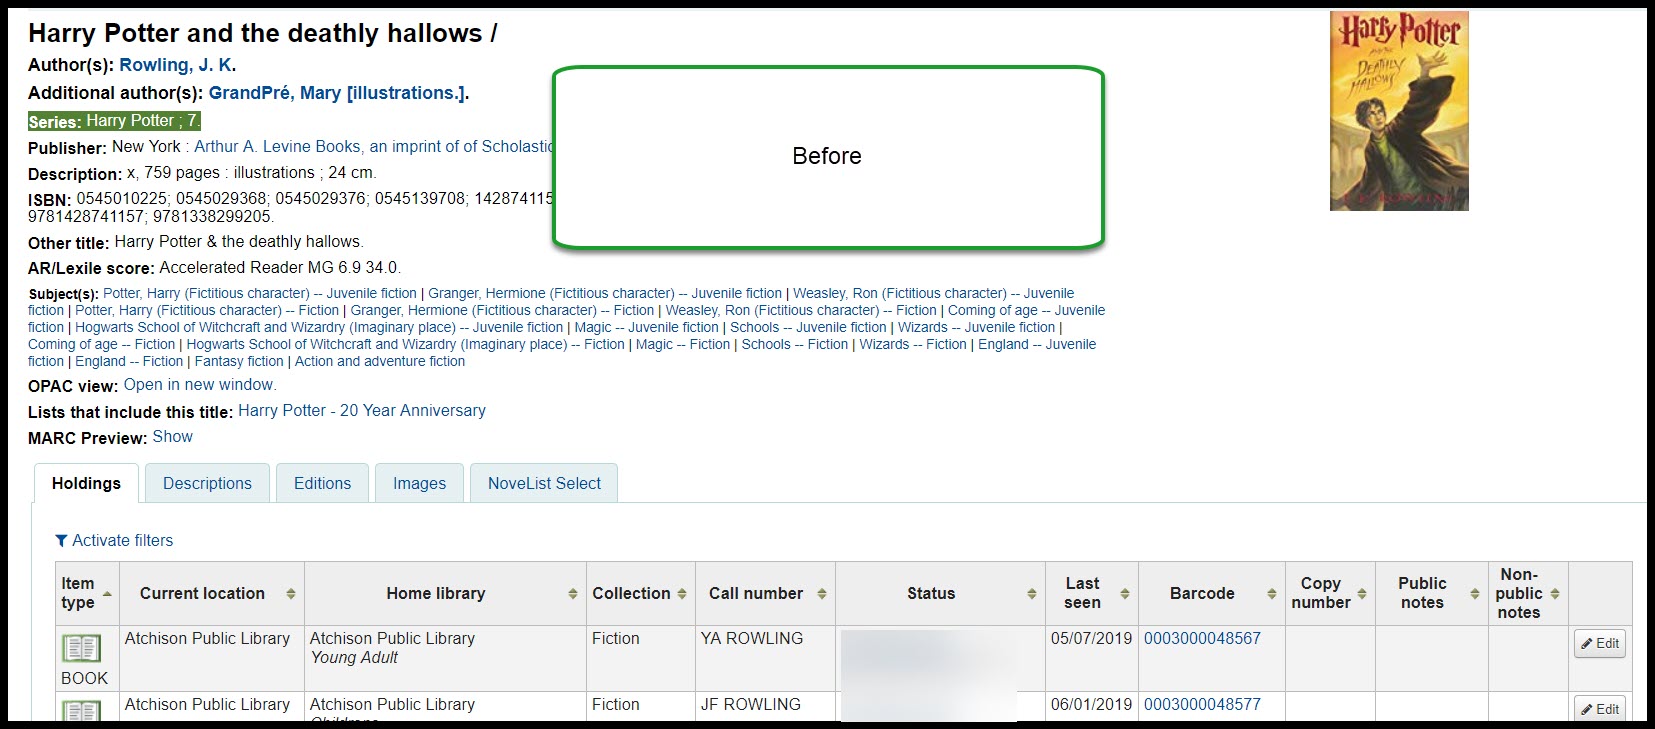 Harry Potter and the deathly hallows /
Author(s): Rowling, J. K.
Additional author(s): GrandPré, Mary [illustrations.].
Series: Harry Potter ; 7.
Publisher: New York : Arthur A. Levine Books, an imprint of of Scholastic
Description: x, 759 pages : illustrations ; 24 cm.
ISBN: 0545010225; 0545029368; 0545029376; 0545139708; 142874115
9781428741157; 9781338299205.
Other title: Harry Potter & the deathly hallows.
AR/Lexile score: Accelerated Reader MG 6.9 34.0.
Subject(s): Potter, Harry (Fictitious character) -- Juvenile fiction | Granger, Hermione (Fictitious character) -- Juvenile fiction | Weasley, Ron (Fictitious character) -- Juvenile
fiction | Potter, Harry (Fictitious character) -- Fiction | Granger, Hermione (Fictitious character) -- Fiction | Weasley, Ron (Fictitious character) -- Fiction | Coming of age -- Juvenile
fiction | Hogwarts School of Witchcraft and Wizardry (Imaginary place) -- Juvenile fiction | Magic -- Juvenile fiction | Schools -- Juvenile fiction | Wizards -- Juvenile fiction |
Coming of age -- Fiction | Hogwarts School of Witchcraft and Wizardry (Imaginary place) -- Fiction | Magic -- Fiction | Schools -- Fiction | Wizards -- Fiction | England -- Juvenile
fiction | England -- Fiction | Fantasy fiction | Action and adventure fiction
OPAC view: Open in new window.
Lists that include this title: Harry Potter - 20 Year Anniversary
MARC Preview: Show
Before
Harry Potter
AND THE
DEATHLY
HALLOWS
J. K. ROWLING
Holdings Descriptions Editions Images NoveList Select
Activate filters
Item type Current location Home library Collection Call number Status Last seen Barcode Copy number Public notes Non-public notes
BOOK Atchison Public Library Atchison Public Library Fiction YA ROWLING 05/07/2019 0003000048567 Edit
Young Adult
Atchison Public Library Atchison Public Library Fiction JF ROWLING 06/01/2019 0003000048577 Edit